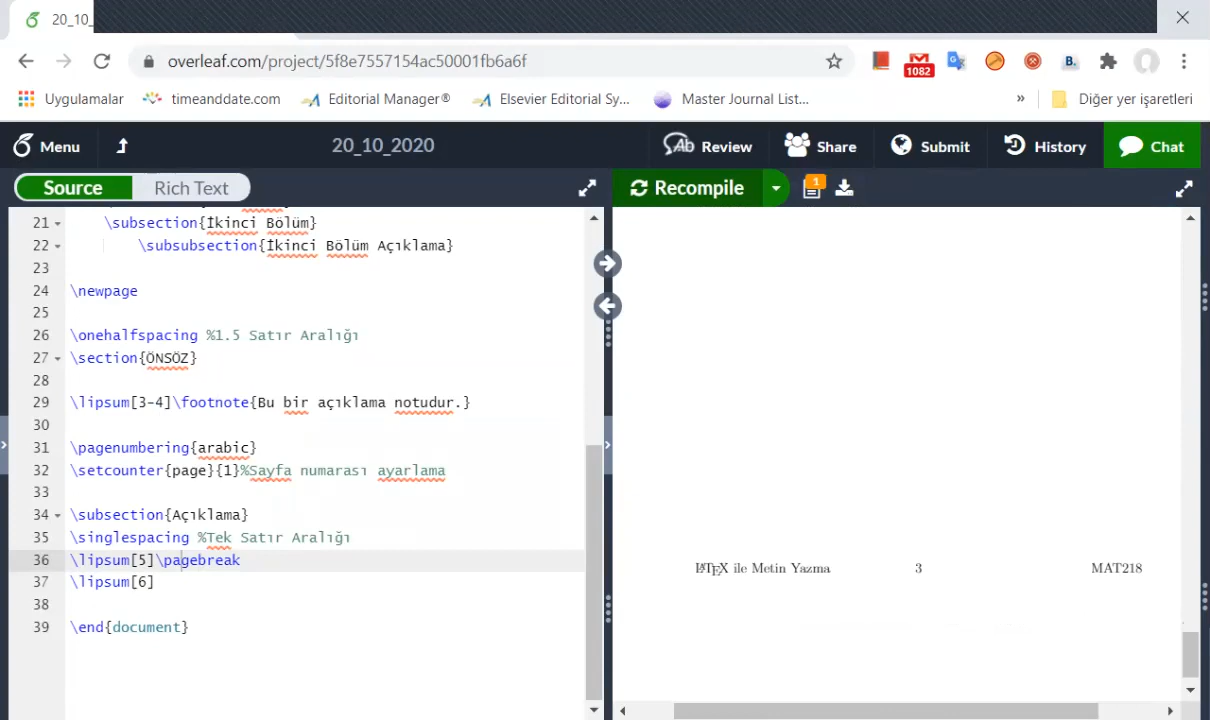 20_10_
overleaf.com/project/5f8e7557154ac50001fb6a6f
1082
B.
Uygulamalar
timeanddate.com
Editorial Manager®
Elsevier Editorial Sy...
Master Journal List...
»
Diğer yer işaretleri
Menu
20_10_2020
Review
Share
Submit
History
Chat
Source
Rich Text
Recompile
1
21 \subsection{İkinci Bölüm}
22 \subsubsection{İkinci Bölüm Açıklama}
23
24 \newpage
25
26 \onehalfspacing %1.5 Satır Aralığı
27 \section{ÖNSÖZ}
28
29 \lipsum[3-4]\footnote{Bu bir açıklama notudur.}
30
31 \pagenumbering{arabic}
32 \setcounter{page}{1}%Sayfa numarası ayarlama
33
34 \subsection{Açıklama}
35 \singlespacing %Tek Satır Aralığı
36 \lipsum[5]\pagebreak
37 \lipsum[6]
38
39 \end{document}
LATEX ile Metin Yazma 3 MAT218